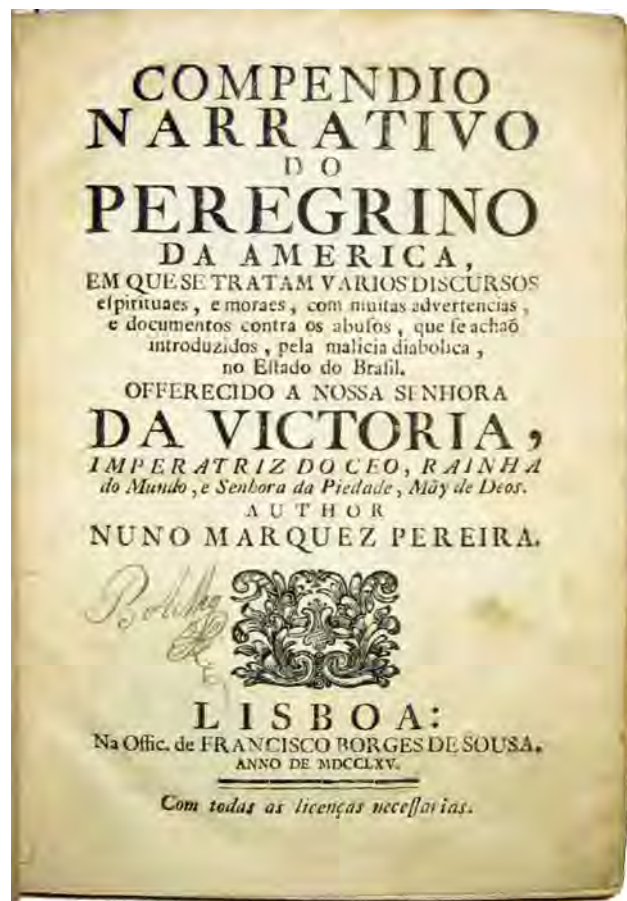 COMPENDIO
NARRATIVO
DO
PEREGRINO
DA AMERICA,
EM QUE SE TRATAM VARIOS DISCURSOS
eſpirituaes, e moraes, com muitas advertencias,
e documentos contra os abuſos, que ſe achaõ
introduzidos, pela malicia diabolica,
no Eſtado do Braſil.
OFFERECIDO A NOSSA SENHORA
DA VICTORIA,
IMPERATRIZ DO CEO, RAINHA
do Mundo, e Senhora da Piedade, Mãy de Deos.
AUTHOR
NUNO MARQUEZ PEREIRA.
LISBOA:
Na Offic. de FRANCISCO BORGES DE SOUSA.
ANNO DE MDCCLXV.
Com todas as licenças neceſſarias.